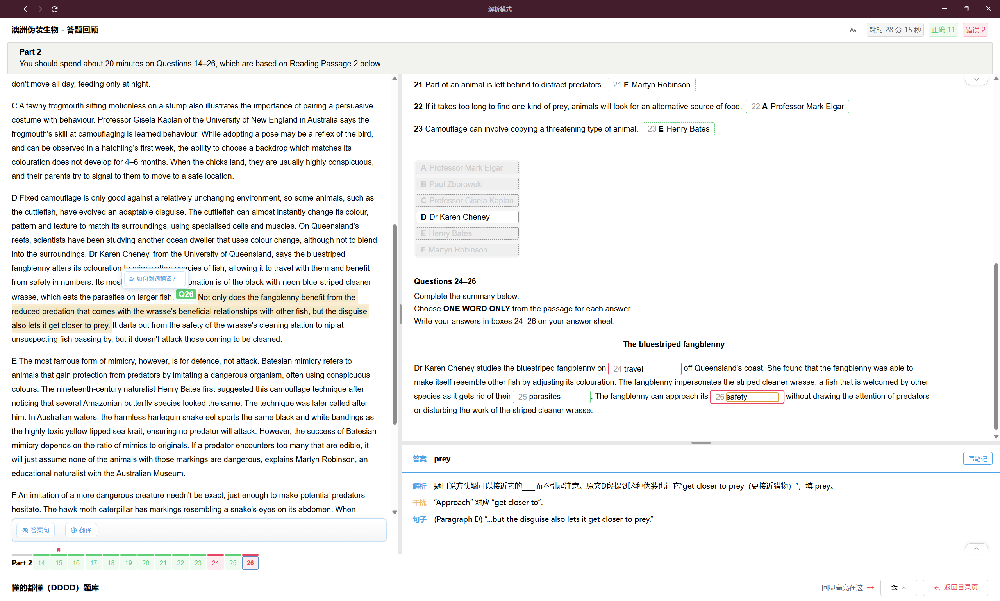 解析模式
澳洲伪装生物 - 答题回顾
耗时 28 分 15 秒
正确 11
错误 2
Part 2
You should spend about 20 minutes on Questions 14–26, which are based on Reading Passage 2 below.
don't move all day, feeding only at night.
C A tawny frogmouth sitting motionless on a stump also illustrates the importance of pairing a persuasive
costume with behaviour. Professor Gisela Kaplan of the University of New England in Australia says the
frogmouth's skill at camouflaging is learned behaviour. While adopting a pose may be a reflex of the bird,
and can be observed in a hatchling's first week, the ability to choose a backdrop which matches its
colouration does not develop for 4–6 months. When the chicks land, they are usually highly conspicuous,
and their parents try to signal to them to move to a safe location.
D Fixed camouflage is only good against a relatively unchanging environment, so some animals, such as
the cuttlefish, have evolved an adaptable disguise. The cuttlefish can almost instantly change its colour,
pattern and texture to match its surroundings, using specialised cells and muscles. On Queensland's
reefs, scientists have been studying another ocean dweller that uses colour change, although not to blend
into the surroundings. Dr Karen Cheney, from the University of Queensland, says the bluestriped
fangblenny alters its colouration to mimic other species of fish, allowing it to travel with them and benefit
from safety in numbers. Its most
如何划词翻译 /...
onation is of the black-with-neon-blue-striped cleaner
wrasse, which eats the parasites on larger fish. Q26 Not only does the fangblenny benefit from the
reduced predation that comes with the wrasse's beneficial relationships with other fish, but the disguise
also lets it get closer to prey. It darts out from the safety of the wrasse's cleaning station to nip at
unsuspecting fish passing by, but it doesn't attack those coming to be cleaned.
E The most famous form of mimicry, however, is for defence, not attack. Batesian mimicry refers to
animals that gain protection from predators by imitating a dangerous organism, often using conspicuous
colours. The nineteenth-century naturalist Henry Bates first suggested this camouflage technique after
noticing that several Amazonian butterfly species looked the same. The technique was later called after
him. In Australian waters, the harmless harlequin snake eel sports the same black and white bandings as
the highly toxic yellow-lipped sea krait, ensuring no predator will attack. However, the success of Batesian
mimicry depends on the ratio of mimics to originals. If a predator encounters too many that are edible, it
will just assume none of the animals with those markings are dangerous, explains Martyn Robinson, an
educational naturalist with the Australian Museum.
F An imitation of a more dangerous creature needn't be exact, just enough to make potential predators
hesitate. The hawk moth caterpillar has markings resembling a snake's eyes on its abdomen. When
答案句
翻译
21 Part of an animal is left behind to distract predators. 21 F Martyn Robinson
22 If it takes too long to find one kind of prey, animals will look for an alternative source of food. 22 A Professor Mark Elgar
23 Camouflage can involve copying a threatening type of animal. 23 E Henry Bates
A Professor Mark Elgar
B Paul Zborowski
C Professor Gisela Kaplan
D Dr Karen Cheney
E Henry Bates
F Martyn Robinson
Questions 24–26
Complete the summary below.
Choose ONE WORD ONLY from the passage for each answer.
Write your answers in boxes 24–26 on your answer sheet.
The bluestriped fangblenny
Dr Karen Cheney studies the bluestriped fangblenny on 24 travel off Queensland's coast. She found that the fangblenny was able to
make itself resemble other fish by adjusting its colouration. The fangblenny impersonates the striped cleaner wrasse, a fish that is welcomed by other
species as it gets rid of their 25 parasites . The fangblenny can approach its 26 safety without drawing the attention of predators
or disturbing the work of the striped cleaner wrasse.
答案 prey
写笔记
解析 题目说方头鳚可以接近它的___而不引起注意。原文D段提到这种伪装也让它“get closer to prey（更接近猎物）”，填 prey。
干扰 “Approach” 对应 “get closer to”。
句子 (Paragraph D) “...but the disguise also lets it get closer to prey.”
Part 2 14 15 16 17 18 19 20 21 22 23 24 25 26
懂的都懂（DDDD）题库
回显高亮在这 →
返回目录页